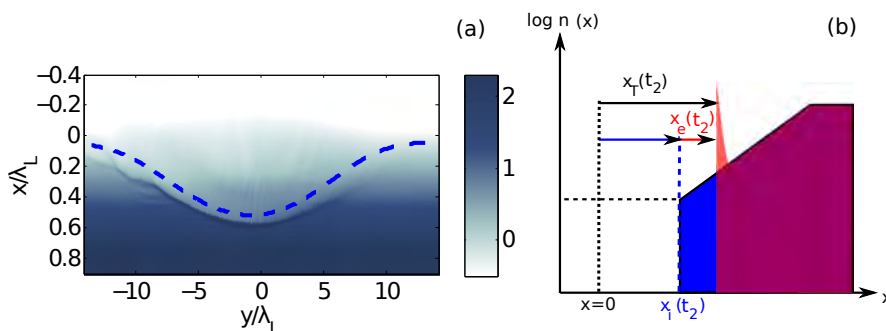 (a)
−0.4
−0.2
0
0.2
0.4
0.6
0.8
x/λL
−10
−5
0
5
10
y/λL
2
1
0
log n (x)
(b)
xT(t2)
xe(t2)
x=0
xi(t2)
x